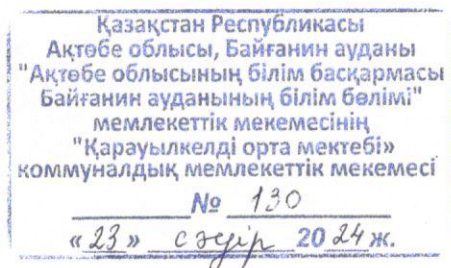 Қазақстан Республикасы
Ақтөбе облысы, Байғанин ауданы
"Ақтөбе облысының білім басқармасы
Байғанин ауданының білім бөлімі"
мемлекеттік мекемесінің
"Қарауылкелді орта мектебі»
коммуналдық мемлекеттік мекемесі
№ 130
«23» сәуір 2024 ж.